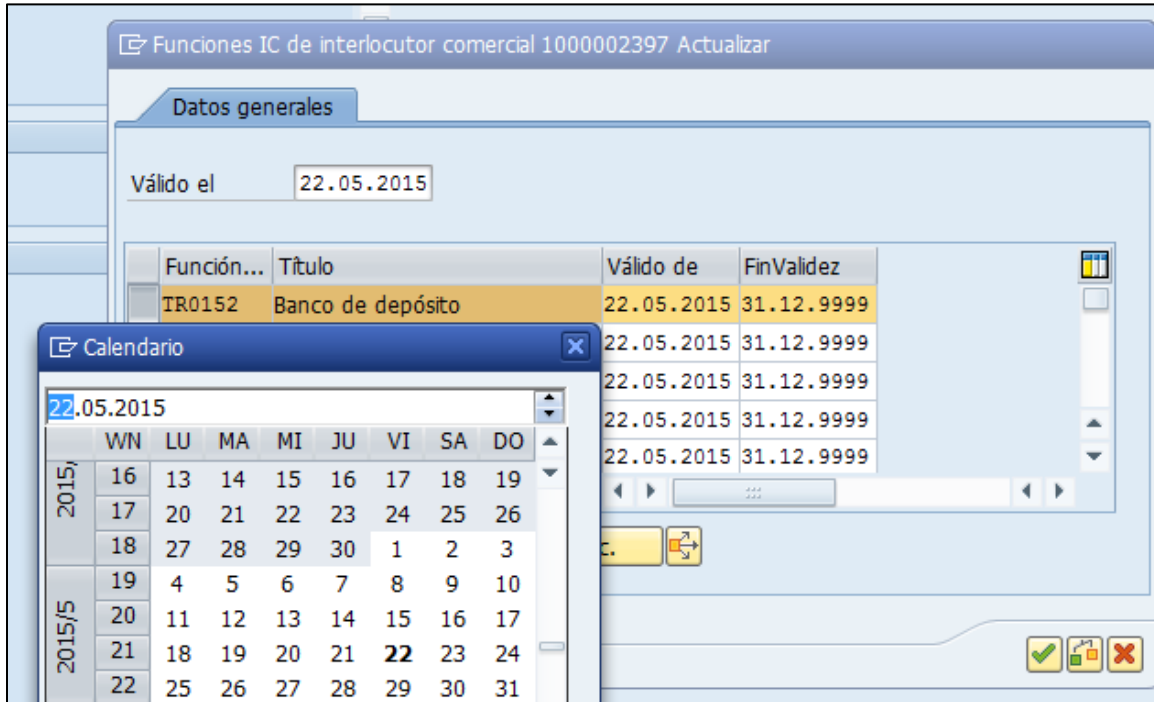 Funciones IC de interlocutor comercial 1000002397 Actualizar
Datos generales
Válido el 22.05.2015
Función... Título Válido de FinValidez
TR0152 Banco de depósito 22.05.2015 31.12.9999
22.05.2015 31.12.9999
22.05.2015 31.12.9999
22.05.2015 31.12.9999
22.05.2015 31.12.9999
c.
Calendario
22.05.2015
WN LU MA MI JU VI SA DO
2015/
16 13 14 15 16 17 18 19
17 20 21 22 23 24 25 26
18 27 28 29 30 1 2 3
2015/5
19 4 5 6 7 8 9 10
20 11 12 13 14 15 16 17
21 18 19 20 21 22 23 24
22 25 26 27 28 29 30 31